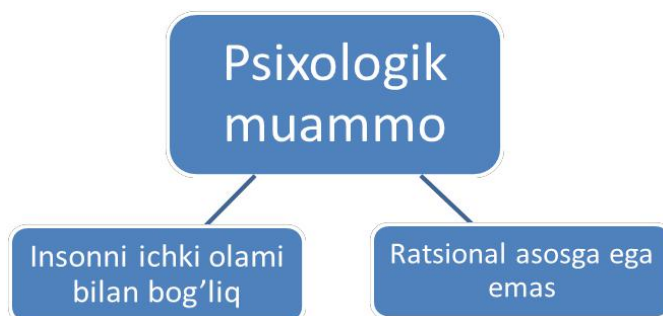 Psixologik
muammo
Insonni ichki olami
bilan bog’liq
Ratsional asosga ega
emas